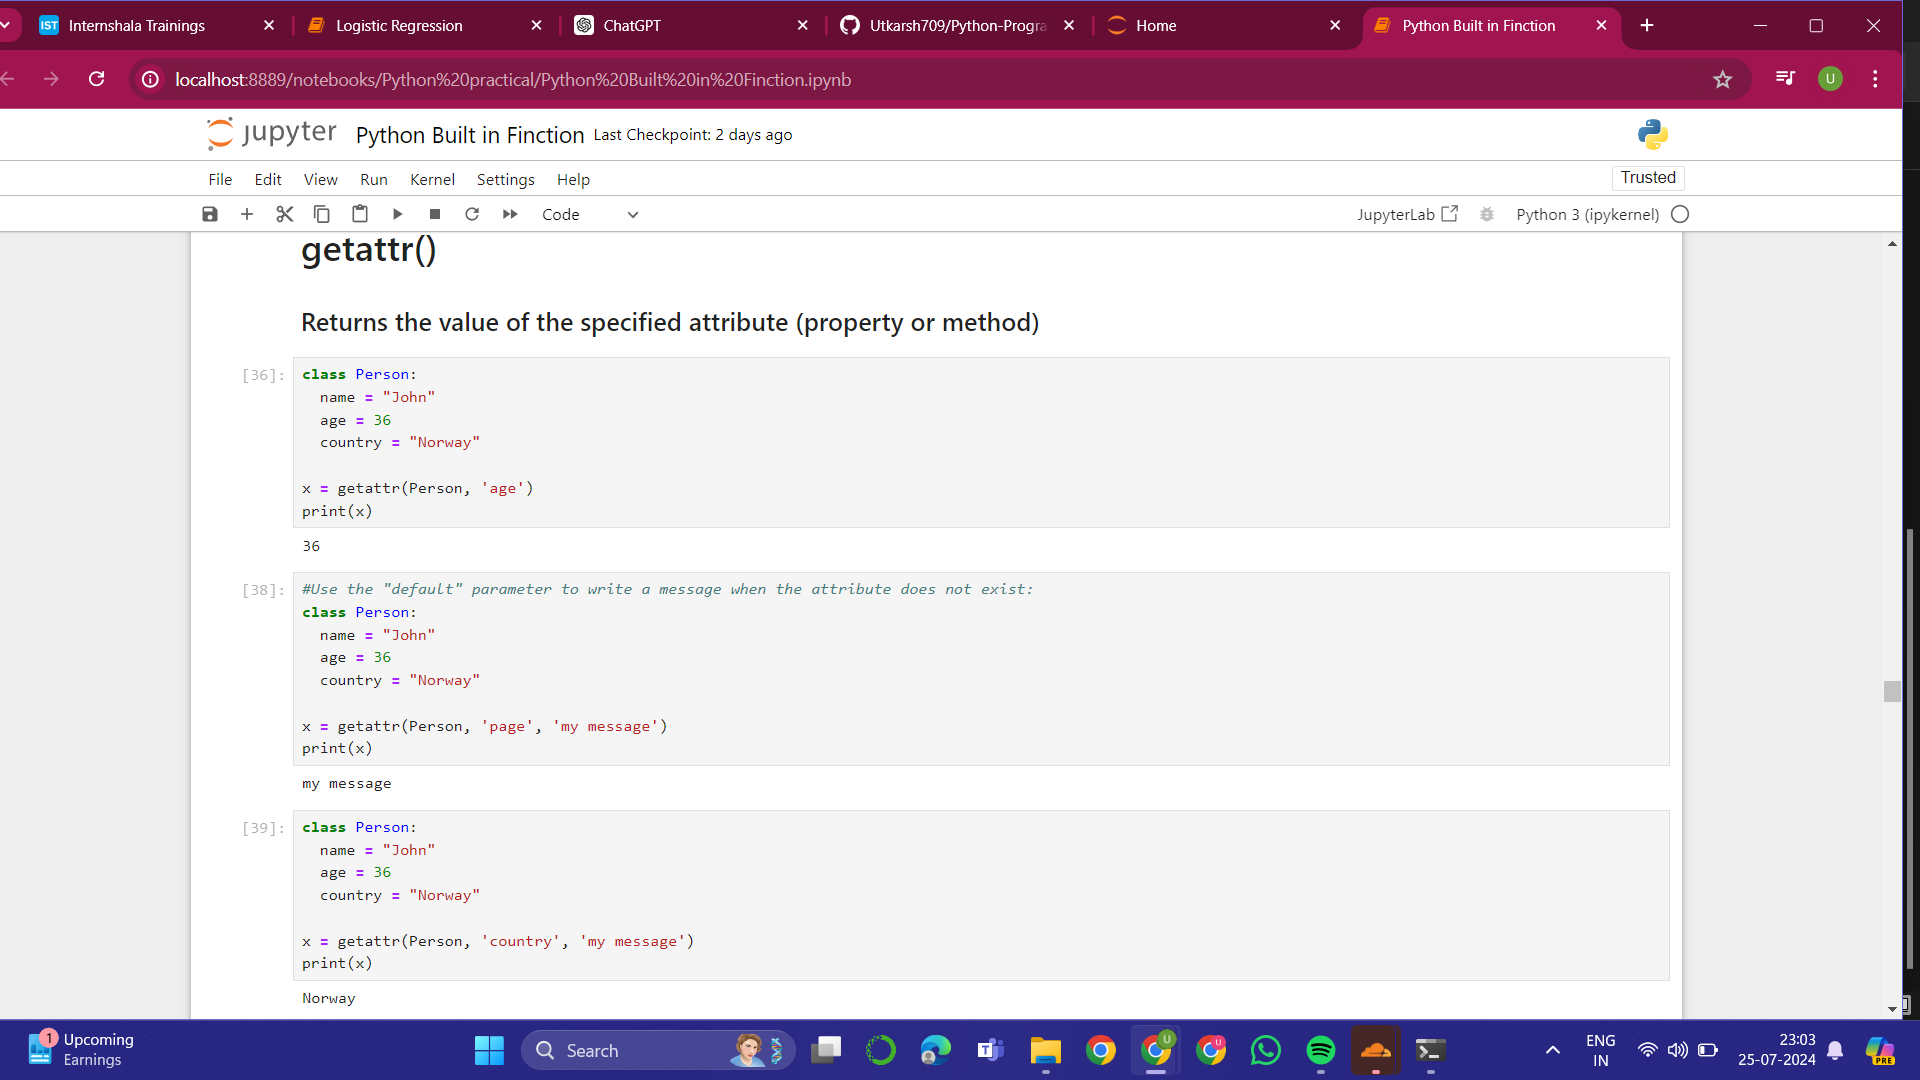 IST Internshala Trainings
Logistic Regression
ChatGPT
Utkarsh709/Python-Progra
Home
Python Built in Finction
localhost:8889/notebooks/Python%20practical/Python%20Built%20in%20Finction.ipynb
U
jupyter Python Built in Finction Last Checkpoint: 2 days ago
File Edit View Run Kernel Settings Help
Trusted
Code
JupyterLab
Python 3 (ipykernel)
getattr()
Returns the value of the specified attribute (property or method)
[36]: class Person:
name = "John"
age = 36
country = "Norway"
x = getattr(Person, 'age')
print(x)
36
[38]: #Use the "default" parameter to write a message when the attribute does not exist:
class Person:
name = "John"
age = 36
country = "Norway"
x = getattr(Person, 'page', 'my message')
print(x)
my message
[39]: class Person:
name = "John"
age = 36
country = "Norway"
x = getattr(Person, 'country', 'my message')
print(x)
Norway
1
Upcoming
Earnings
Search
T
U
U
ENG
IN
23:03
25-07-2024
PRE